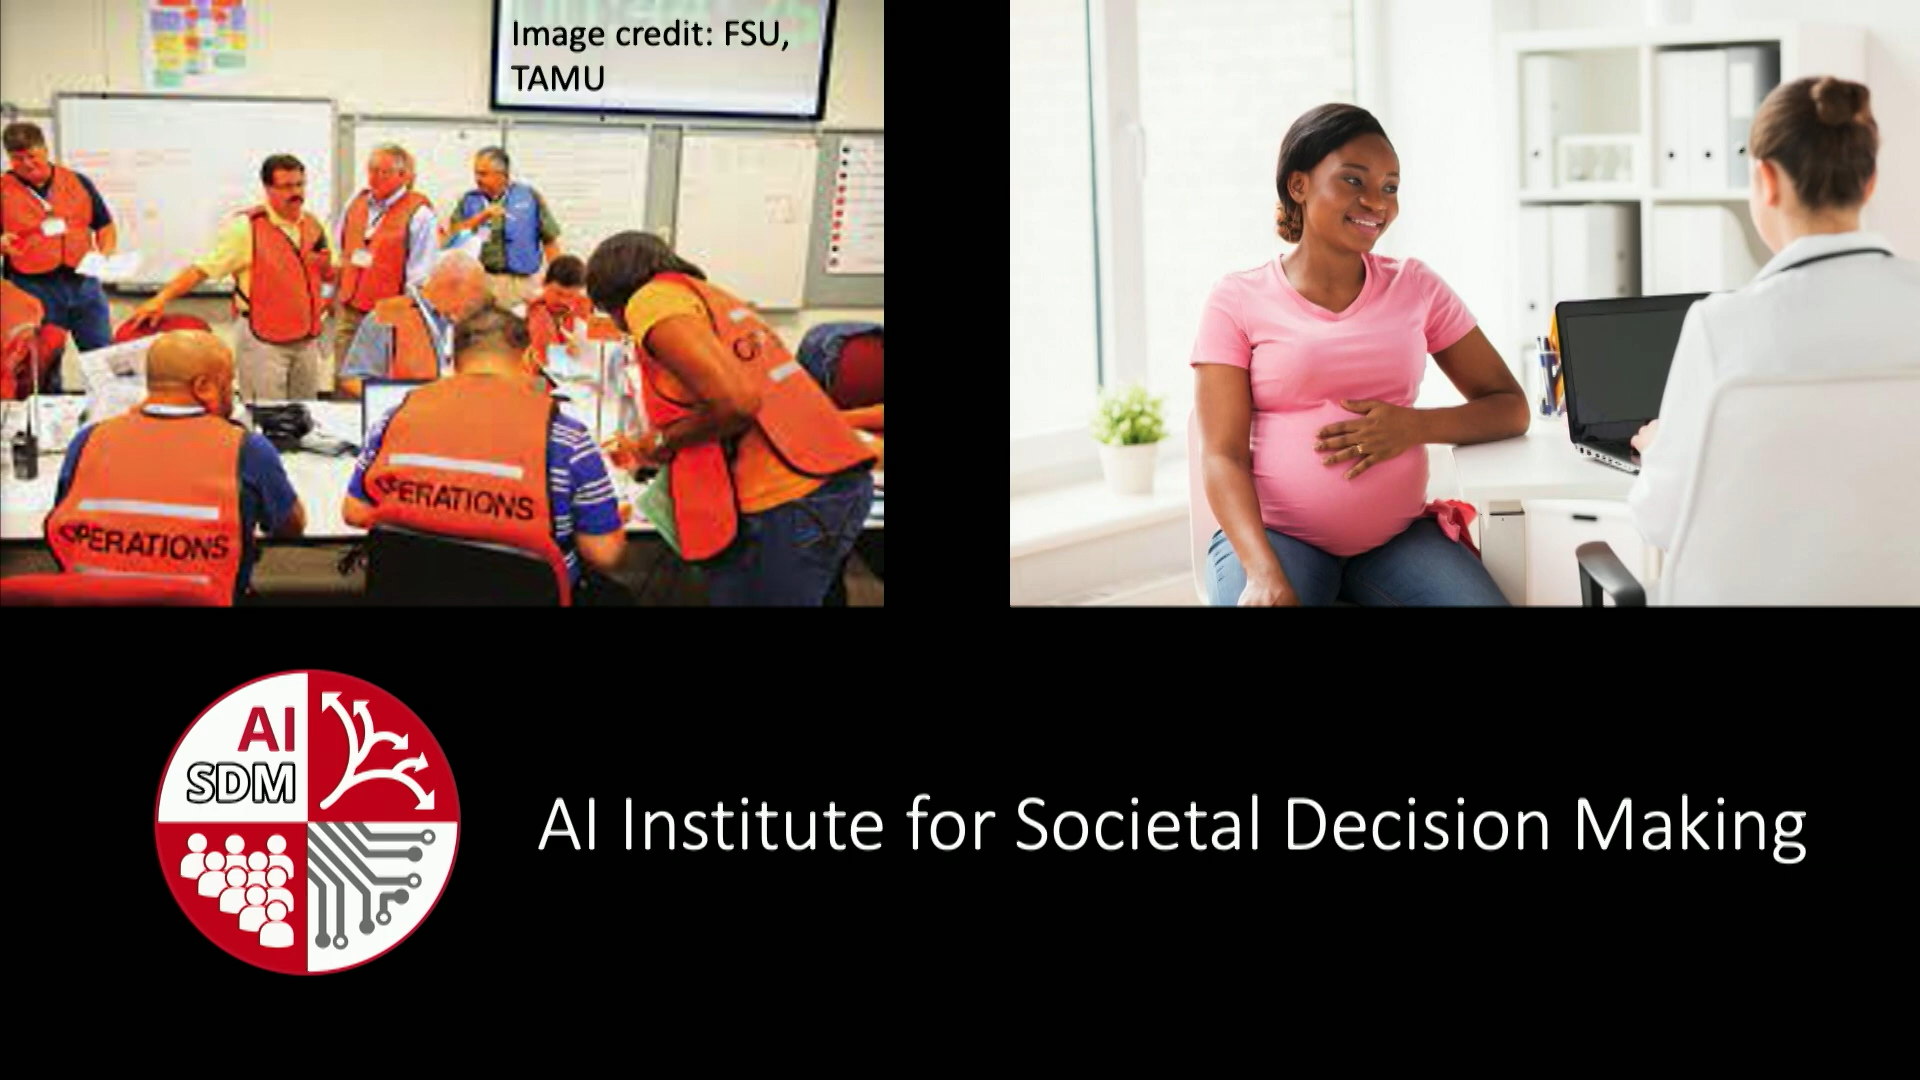 Image credit: FSU,
TAMU
OPERATIONS
OPERATIONS
AI
SDM
AI Institute for Societal Decision Making